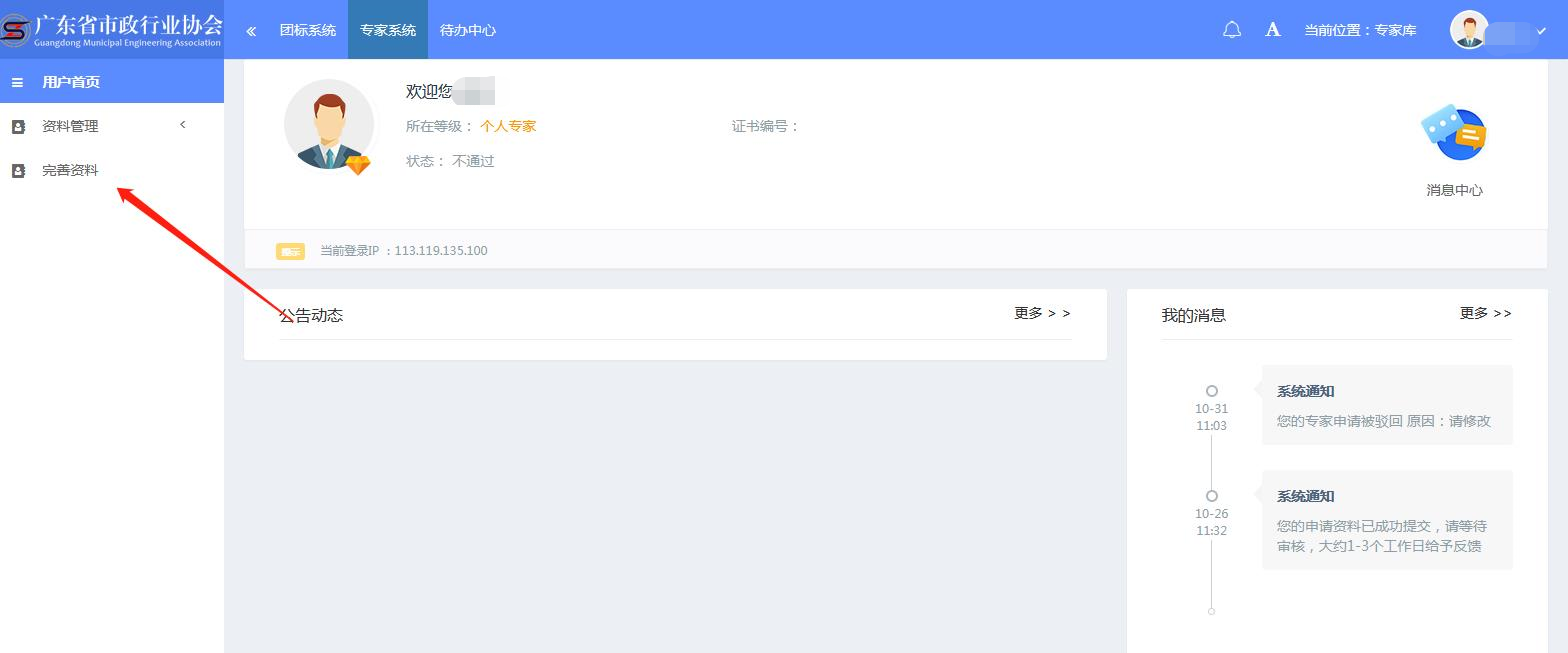 广东省市政行业协会
Guangdong Municipal Engineering Association
« 团标系统 专家系统 待办中心
A 当前位置：专家库
用户首页
资料管理
完善资料
欢迎您
所在等级： 个人专家 证书编号：
状态： 不通过
消息中心
提示 当前登录IP ：113.119.135.100
公告动态 更多 > >
我的消息 更多 >>
系统通知
10-31
11:03
您的专家申请被驳回 原因：请修改
系统通知
10-26
11:32
您的申请资料已成功提交，请等待
审核，大约1-3个工作日给予反馈